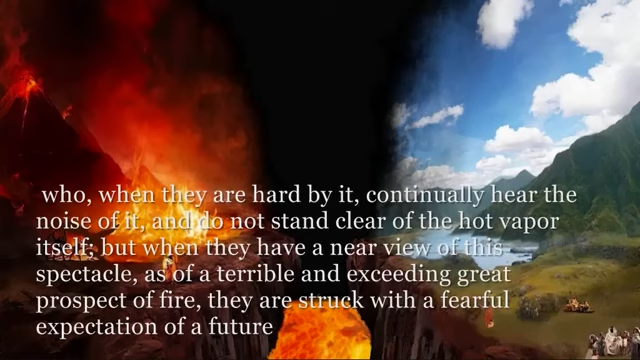 who, when they are hard by it, continually hear the
noise of it, and do not stand clear of the hot vapor
itself; but when they have a near view of this
spectacle, as of a terrible and exceeding great
prospect of fire, they are struck with a fearful
expectation of a future